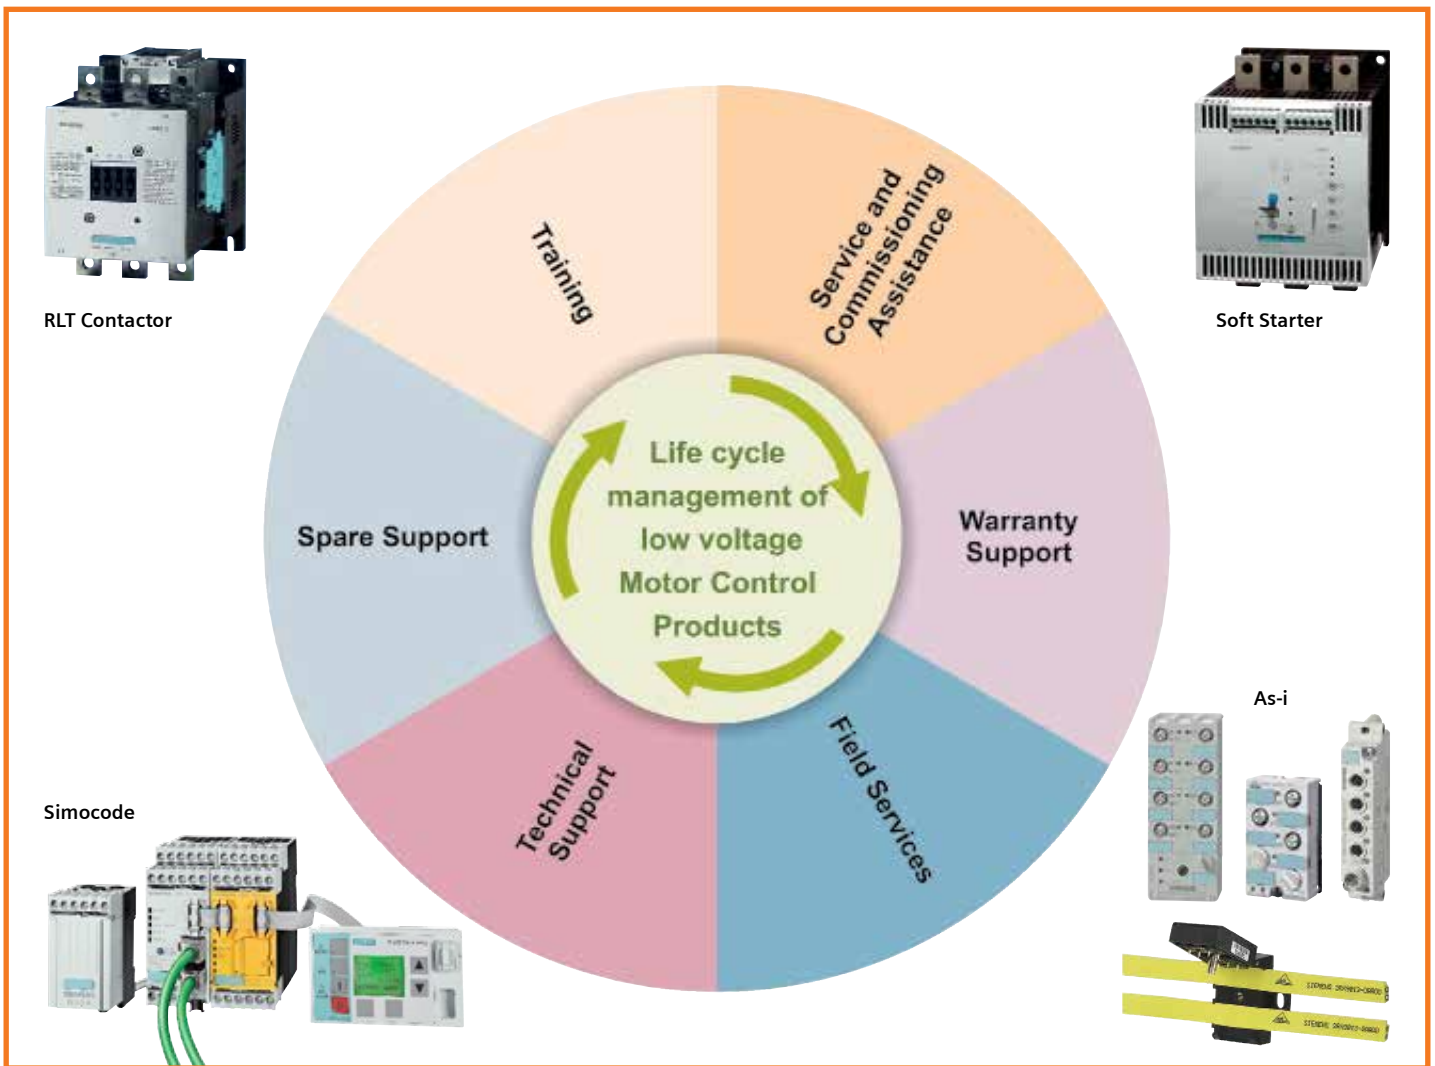 RLT Contactor
Soft Starter
Training
Service and
Commissioning
Assistance
Spare Support
Life cycle
management of
low voltage
Motor Control
Products
Warranty
Support
Technical
Support
Field Services
As-i
Simocode